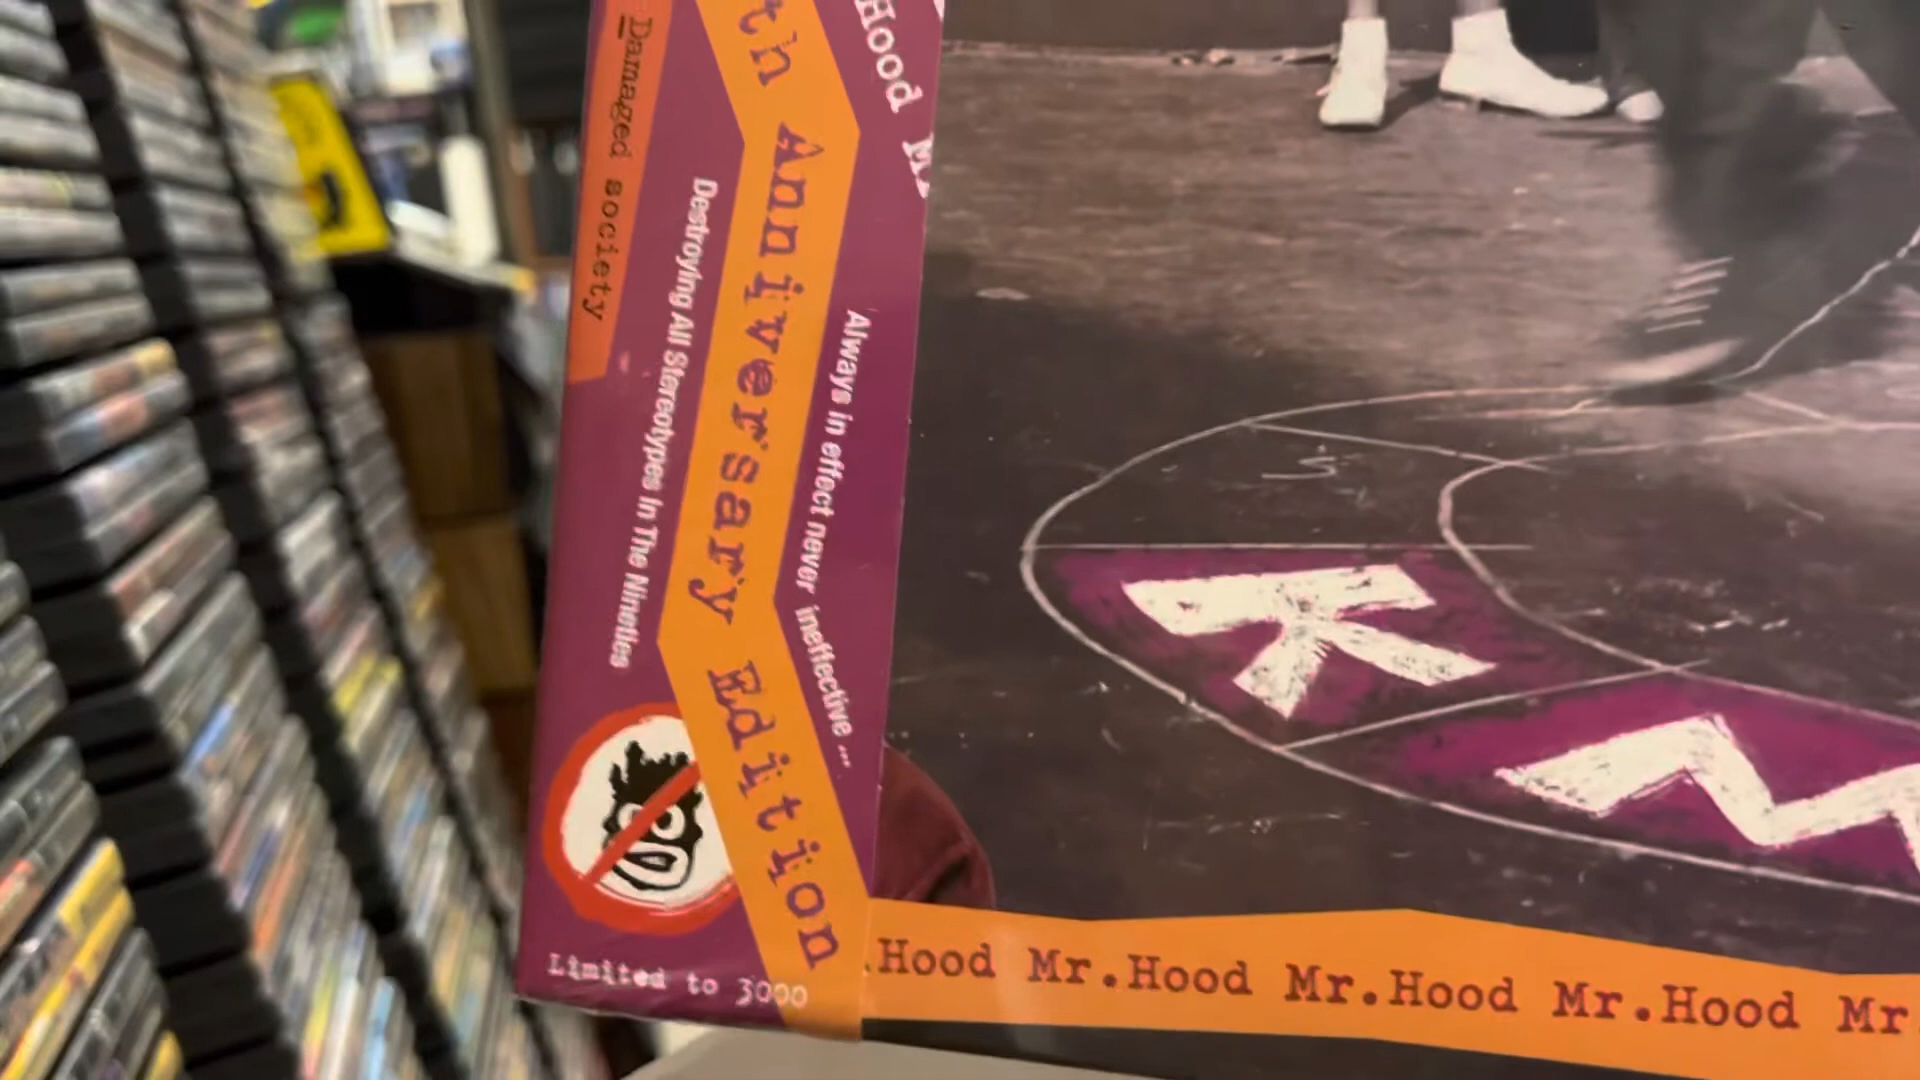 Damaged society
Destroying All Stereotypes In The Nineties
Anniversary Edition
Always in effect never ineffective ...
Hood
Limited to 3000
K
M
.Hood Mr.Hood Mr.Hood Mr.Hood Mr